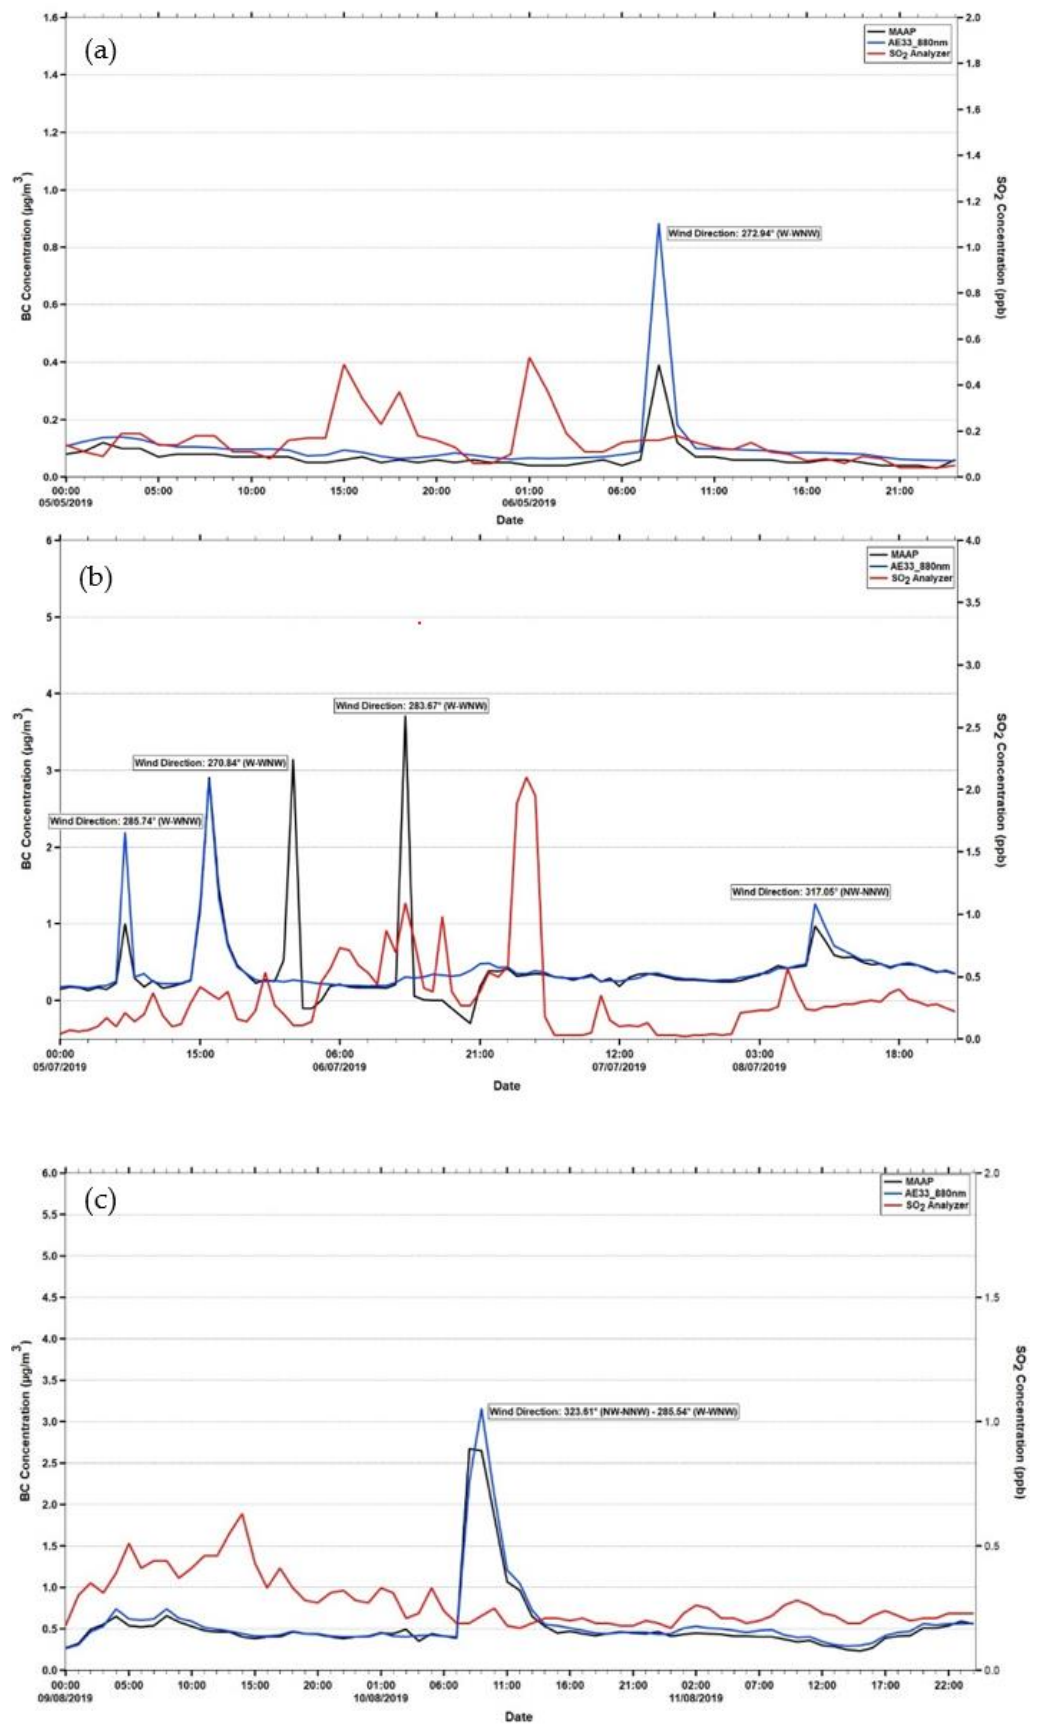 (a)
MAAP
AE33_880nm
SO2 Analyzer
Wind Direction: 272.94° (W-WNW)
BC Concentration (µg/m3)
1.6
1.4
1.2
1.0
0.8
0.6
0.4
0.2
0.0
2.0
1.8
1.6
1.4
1.2
1.0
0.8
0.6
0.4
0.2
0.0
SO2 Concentration (ppb)
00:00 05:00 15:00 20:00 01:00 06:00 11:00 16:00 21:00
05/05/2019 06/05/2019
Date
(b)
MAAP
AE33_880nm
SO2 Analyzer
Wind Direction: 283.67° (W-WNW)
Wind Direction: 270.84° (W-WNW)
Wind Direction: 285.74° (W-WNW)
Wind Direction: 317.05° (NW-NNW)
BC Concentration (µg/m3)
6
5
4
3
2
1
0
4.0
3.5
3.0
2.5
2.0
1.5
1.0
0.5
0.0
SO2 Concentration (ppb)
00:00 15:00 06:00 21:00 12:00 03:00 18:00
05/07/2019 06/07/2019 07/07/2019 08/07/2019
Date
(c)
MAAP
AE33_880nm
SO2 Analyzer
Wind Direction: 323.61° (NW-NNW) - 285.54° (W-WNW)
BC Concentration (µg/m3)
6.0
5.5
5.0
4.5
4.0
3.5
3.0
2.5
2.0
1.5
1.0
0.5
0.0
2.0
1.5
1.0
0.5
0.0
SO2 Concentration (ppb)
00:00 05:00 10:00 15:00 20:00 01:00 06:00 11:00 16:00 21:00 02:00 07:00 12:00 17:00 22:00
09/08/2019 10/08/2019 11/08/2019
Date